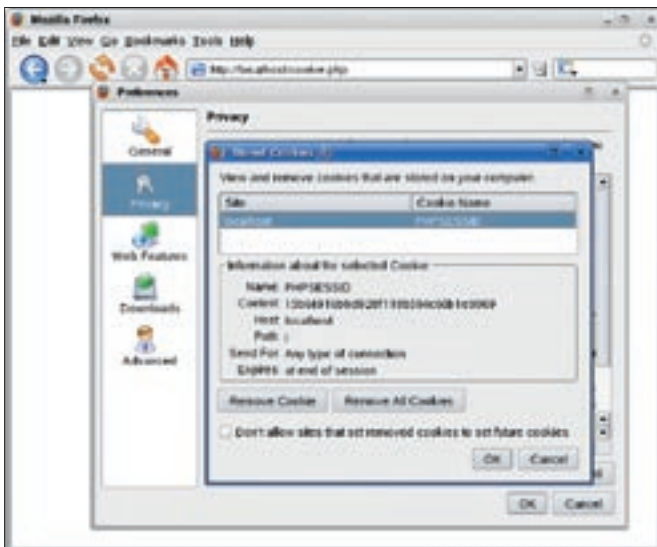 Mozilla Firefox
File Edit View Go Bookmarks Tools Help
Preferences
Privacy
General
Privacy
Web Features
Downloads
Advanced
Stored Cookies
View and remove cookies that are stored on your computer.
Site Cookie Name
localhost PHPSESSID
Information about the selected Cookie
Name: PHPSESSID
Content:
Host: localhost
Path: /
Send For: Any type of connection
Expires: at end of session
Remove Cookie Remove All Cookies
Don't allow sites that set removed cookies to set future cookies
OK Cancel
OK Cancel